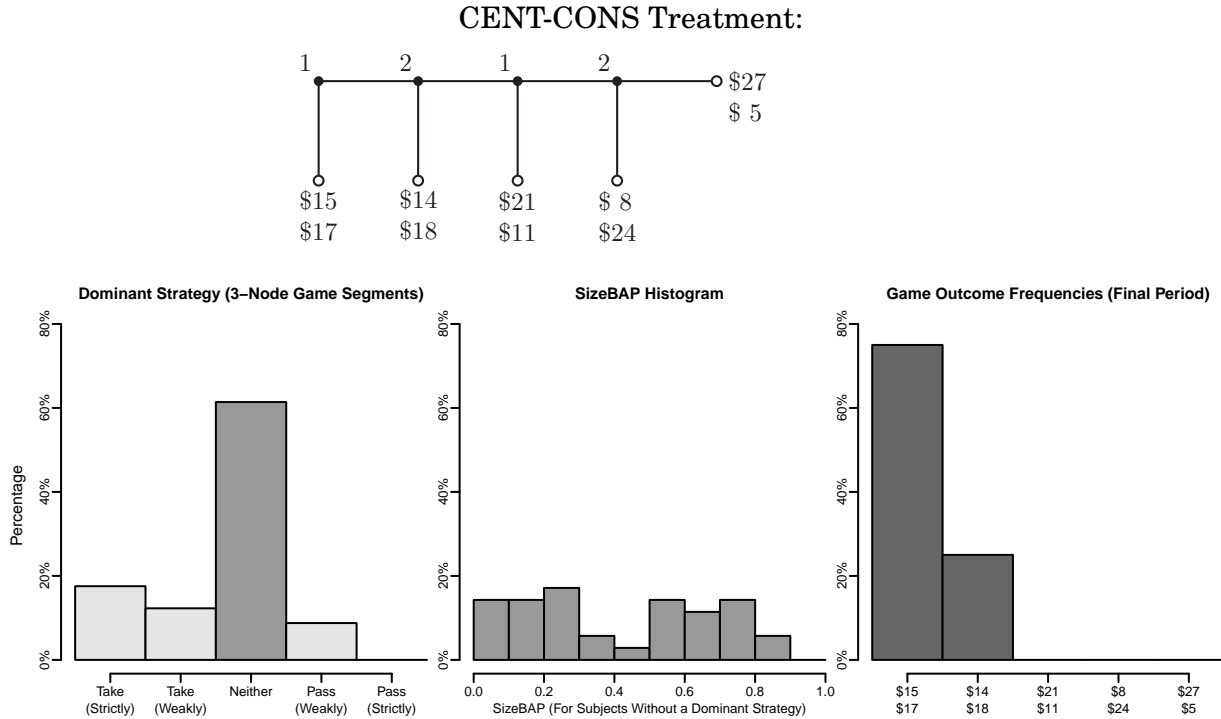 CENT-CONS Treatment:
1 2 1 2
$27
$ 5
$15 $14 $21 $ 8
$17 $18 $11 $24
Dominant Strategy (3−Node Game Segments)
Percentage
80%
60%
40%
20%
0%
Take Take Neither Pass Pass
(Strictly) (Weakly) (Weakly) (Strictly)
SizeBAP Histogram
80%
60%
40%
20%
0%
0.0 0.2 0.4 0.6 0.8 1.0
SizeBAP (For Subjects Without a Dominant Strategy)
Game Outcome Frequencies (Final Period)
80%
60%
40%
20%
0%
$15 $14 $21 $8 $27
$17 $18 $11 $24 $5